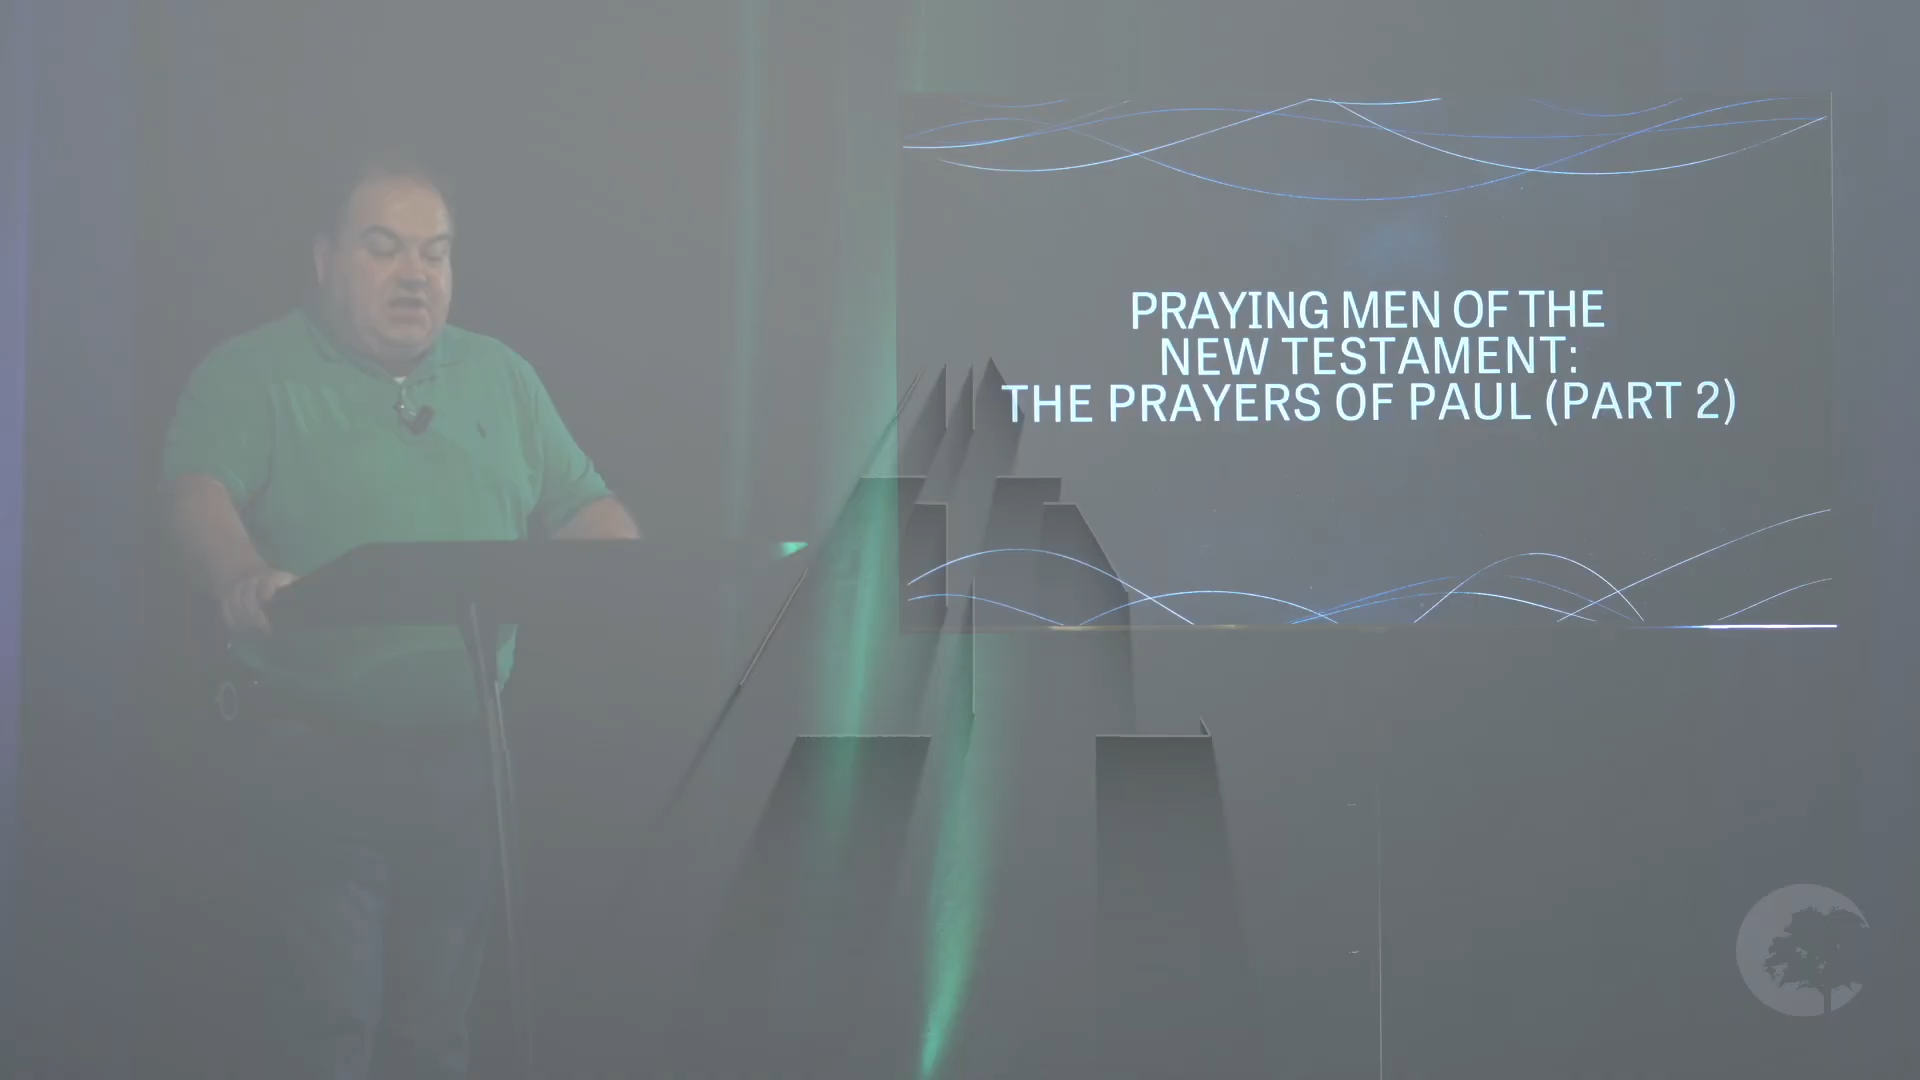 PRAYING MEN OF THE
NEW TESTAMENT:
THE PRAYERS OF PAUL (PART 2)